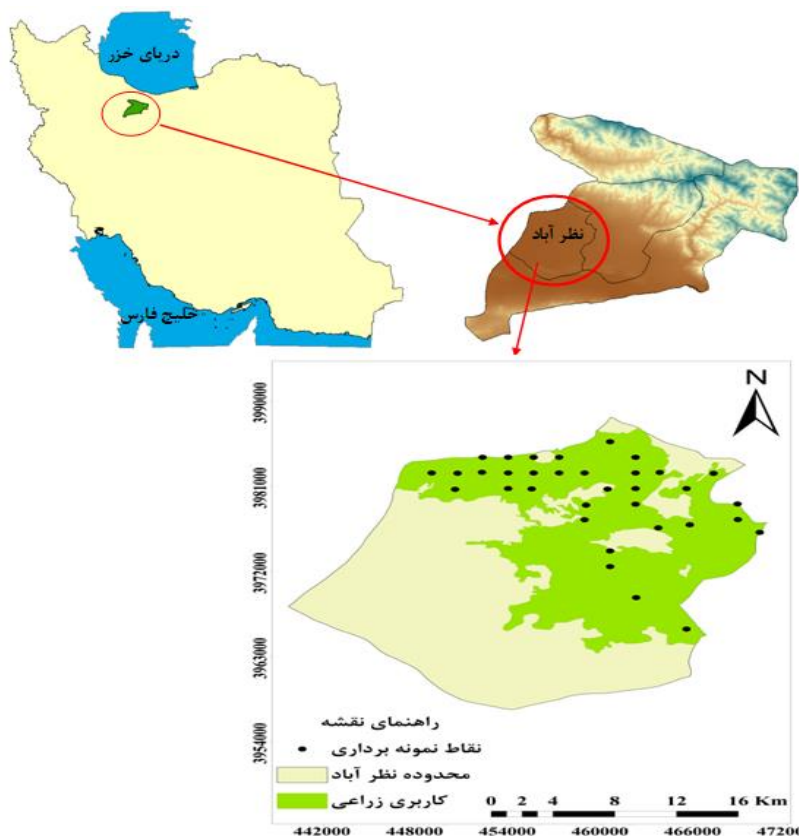 دریای خزر
خلیج فارس
نظر آباد
N
3990000
3981000
3972000
3963000
3954000
راهنمای نقشه
نقاط نمونه برداری
محدوده نظر آباد
کاربری زراعی
0 2 4 8 12 16 Km
442000 448000 454000 460000 466000 47200